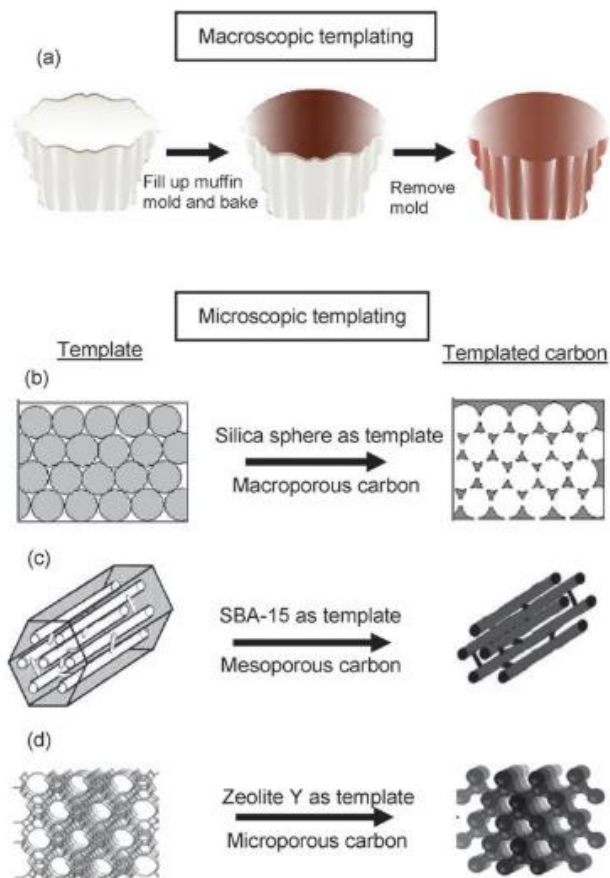 Macroscopic templating
(a)
Fill up muffin
mold and bake
Remove
mold
Microscopic templating
Template
Templated carbon
(b)
Silica sphere as template
Macroporous carbon
(c)
SBA-15 as template
Mesoporous carbon
(d)
Zeolite Y as template
Microporous carbon